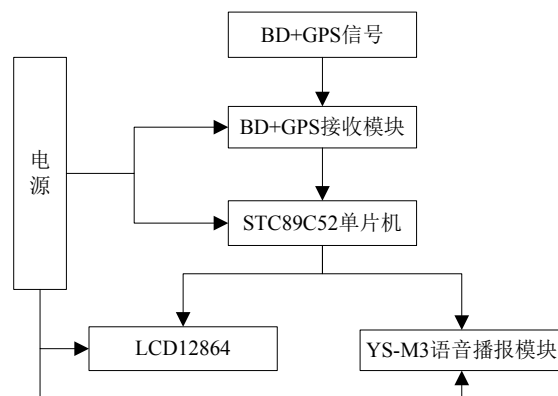 BD+GPS信号
BD+GPS接收模块
电
源
STC89C52单片机
LCD12864
YS-M3语音播报模块